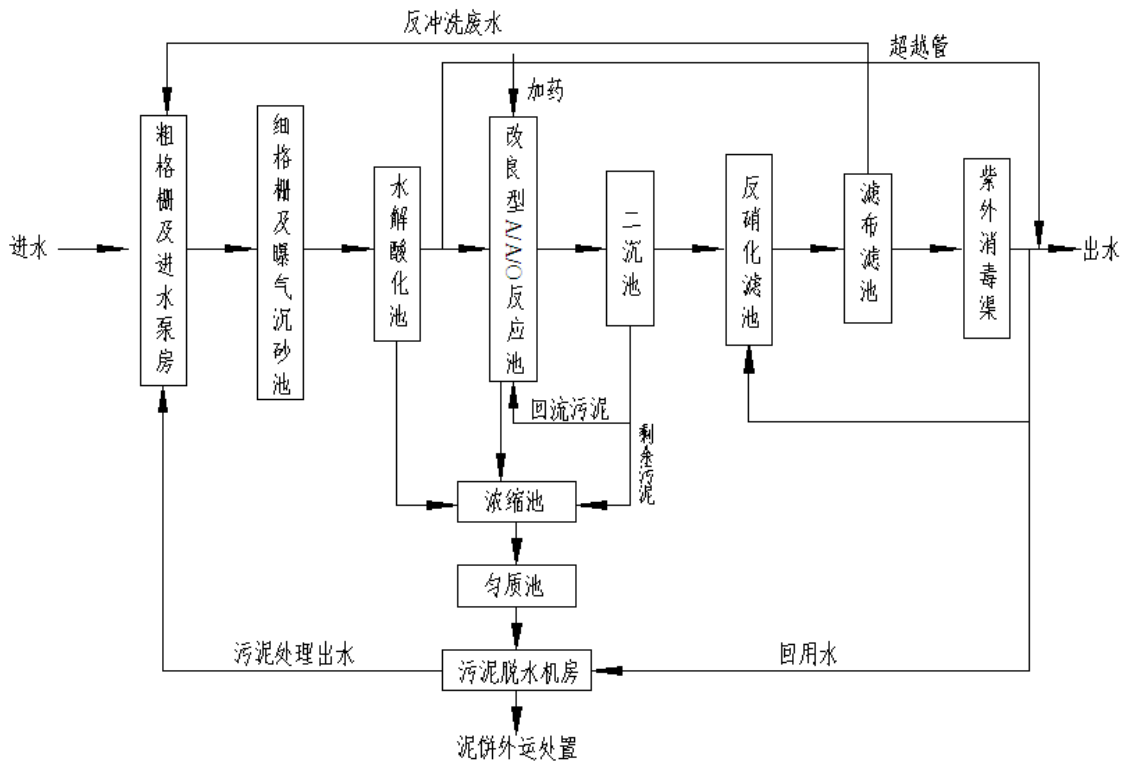 反冲洗废水
超越管
加药
进水
粗格栅及进水泵房
细格栅及曝气沉砂池
水解酸化池
改良型A/A/O反应池
二沉池
反硝化滤池
滤布滤池
紫外消毒渠
出水
回流污泥
剩余污泥
浓缩池
匀质池
污泥处理出水
污泥脱水机房
回用水
泥饼外运处置